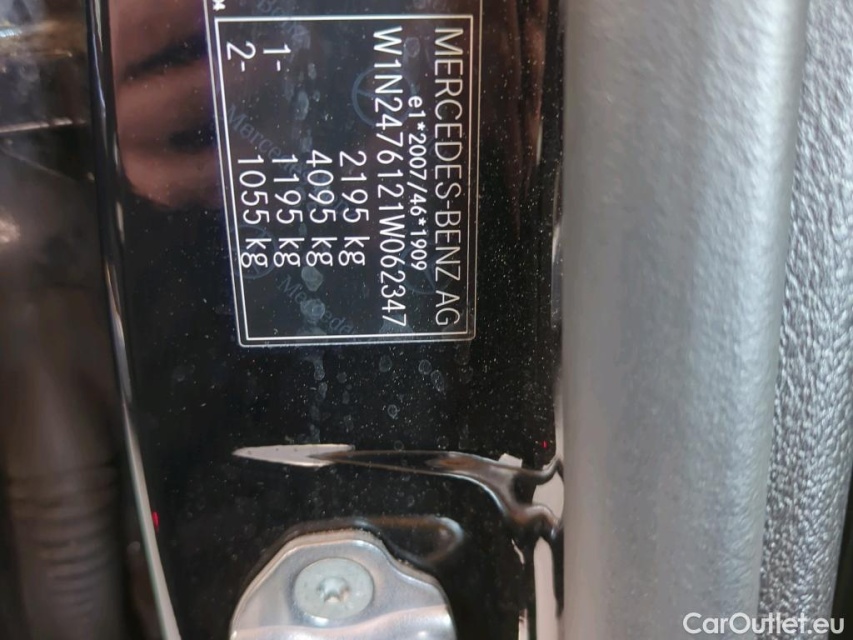 MERCEDES-BENZ AG
e1*2007/46*1909
W1N2476121W062347
2195 kg
4095 kg
1- 1195 kg
2- 1055 kg
CarOutlet.eu